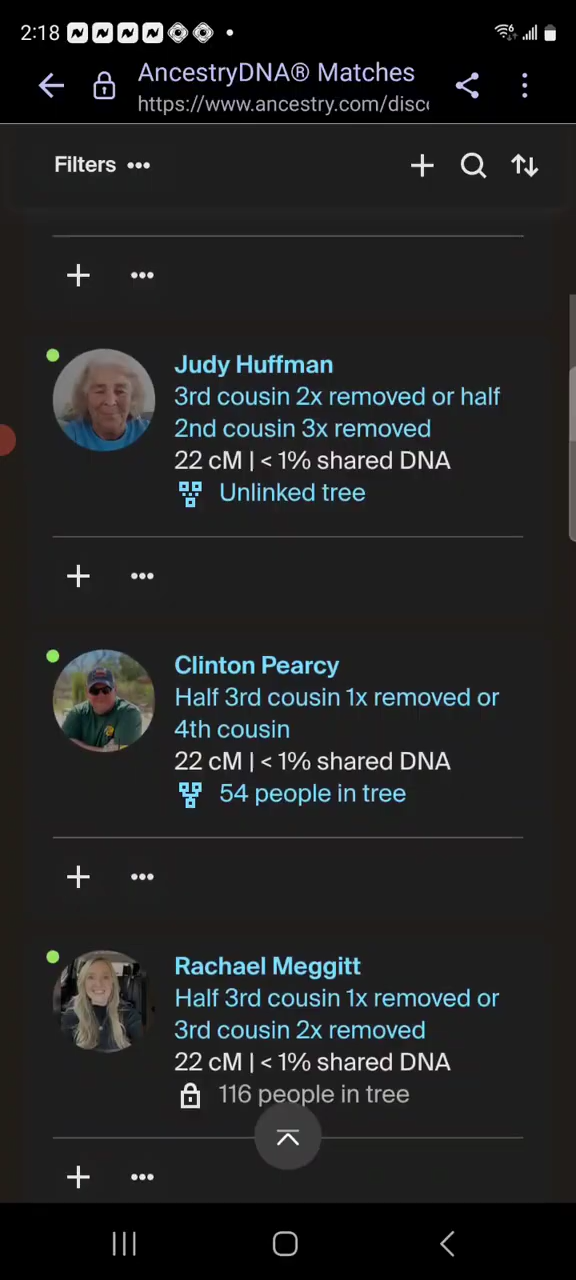 2:18
AncestryDNA® Matches
https://www.ancestry.com/disc
Filters
Judy Huffman
3rd cousin 2x removed or half
2nd cousin 3x removed
22 cM | < 1% shared DNA
Unlinked tree
Clinton Pearcy
Half 3rd cousin 1x removed or
4th cousin
22 cM | < 1% shared DNA
54 people in tree
Rachael Meggitt
Half 3rd cousin 1x removed or
3rd cousin 2x removed
22 cM | < 1% shared DNA
116 people in tree